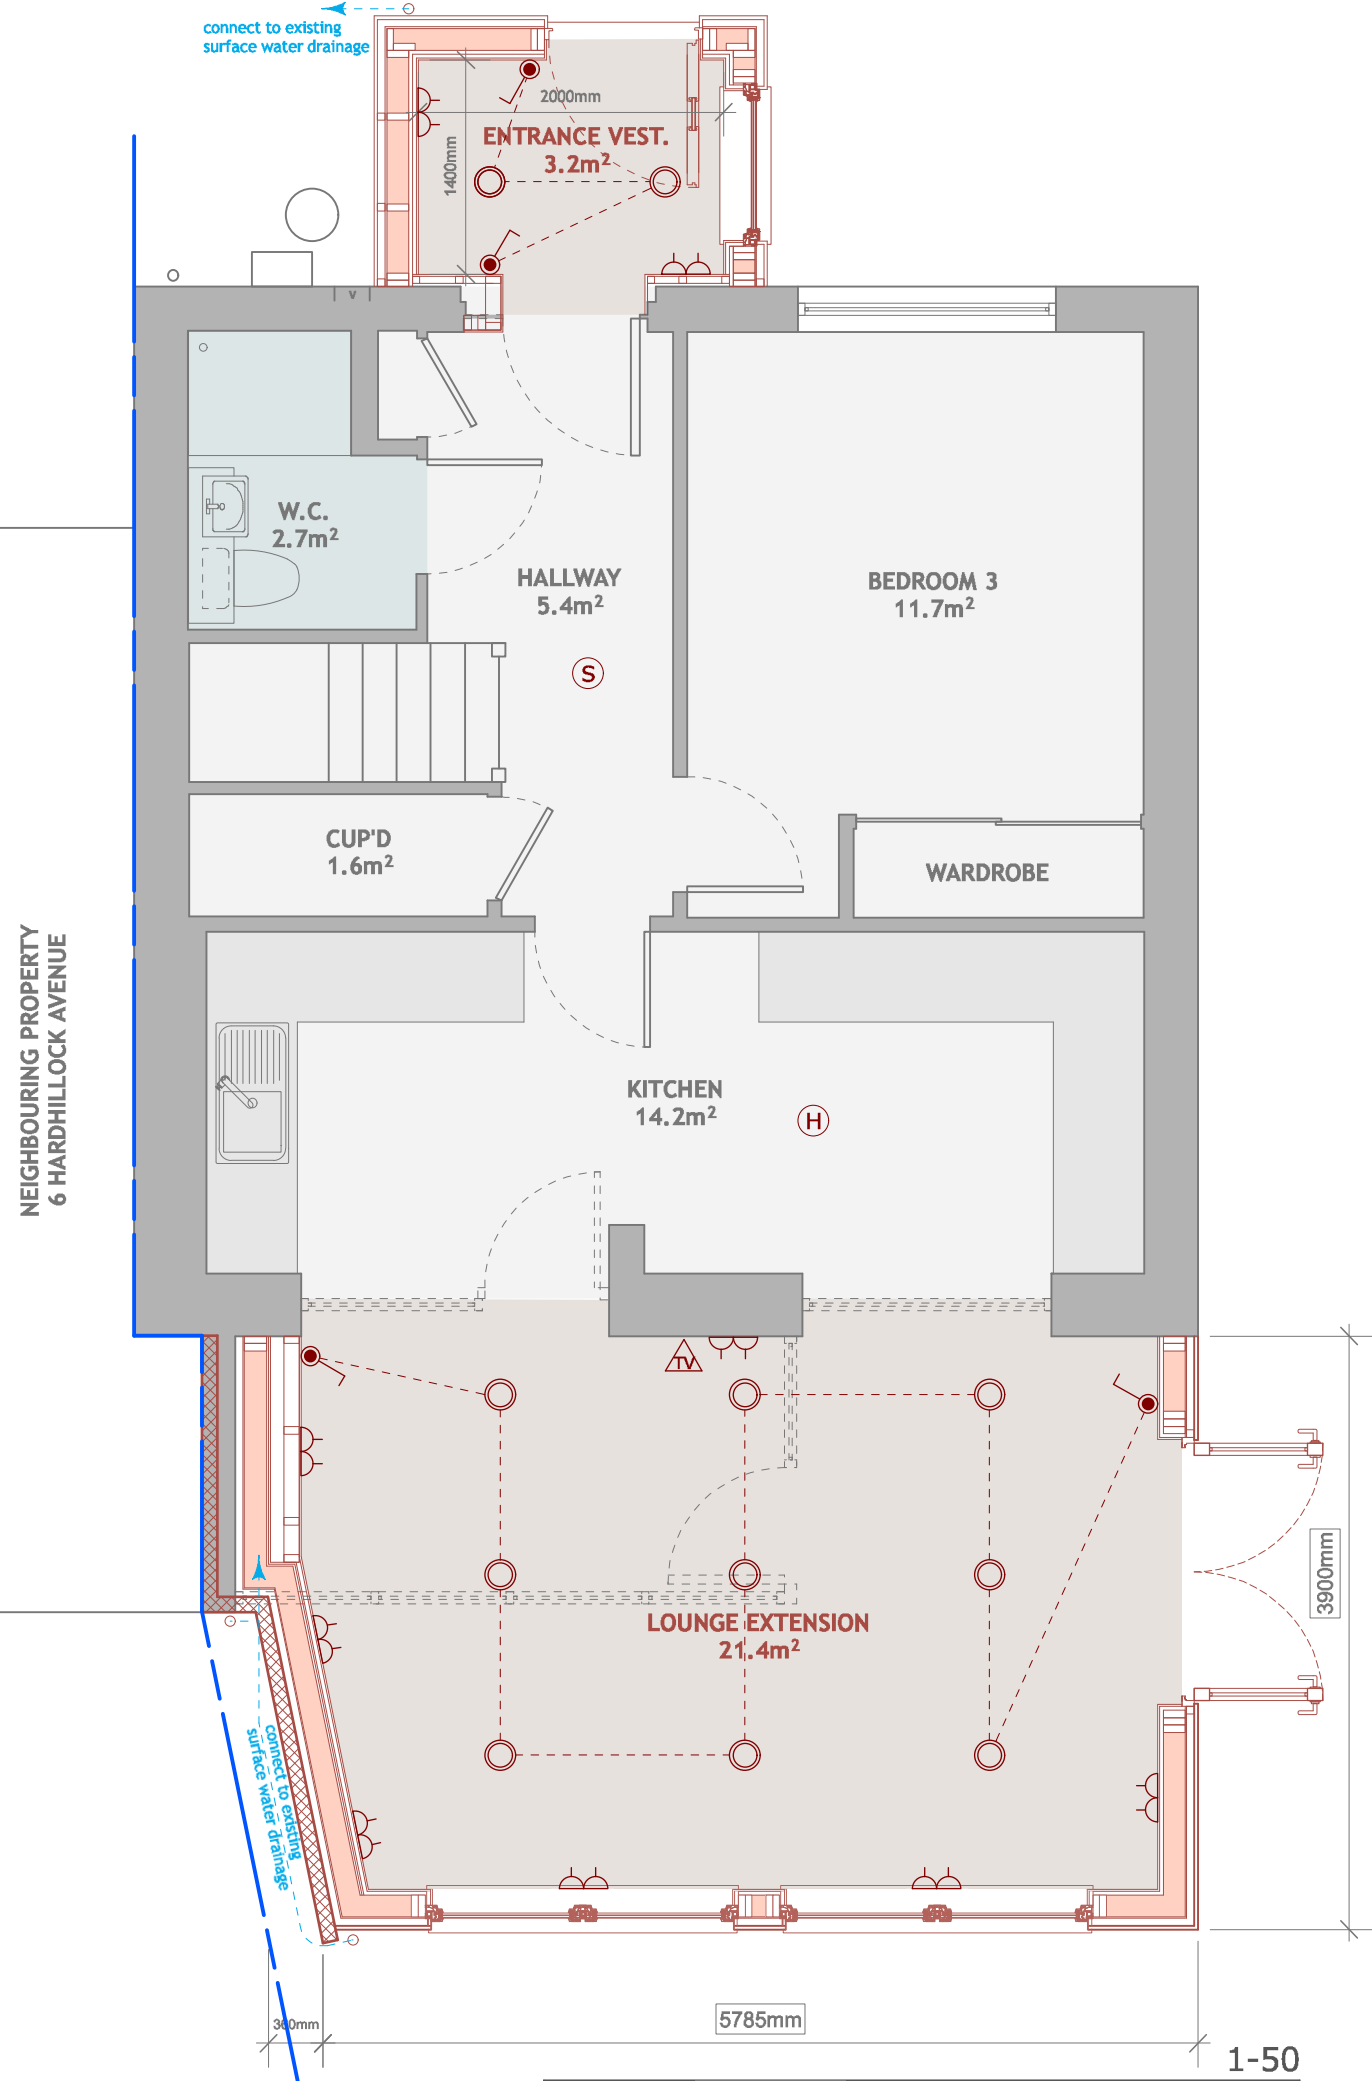 connect to existing
surface water drainage
2000mm
ENTRANCE VEST.
3.2m²
1400mm
v
W.C.
2.7m²
HALLWAY
5.4m²
BEDROOM 3
11.7m²
S
CUP'D
1.6m²
WARDROBE
NEIGHBOURING PROPERTY
6 HARDHILLOCK AVENUE
KITCHEN
14.2m²
H
TV
3900mm
LOUNGE EXTENSION
21.4m²
connect to existing
surface water drainage
360mm
5785mm
1-50